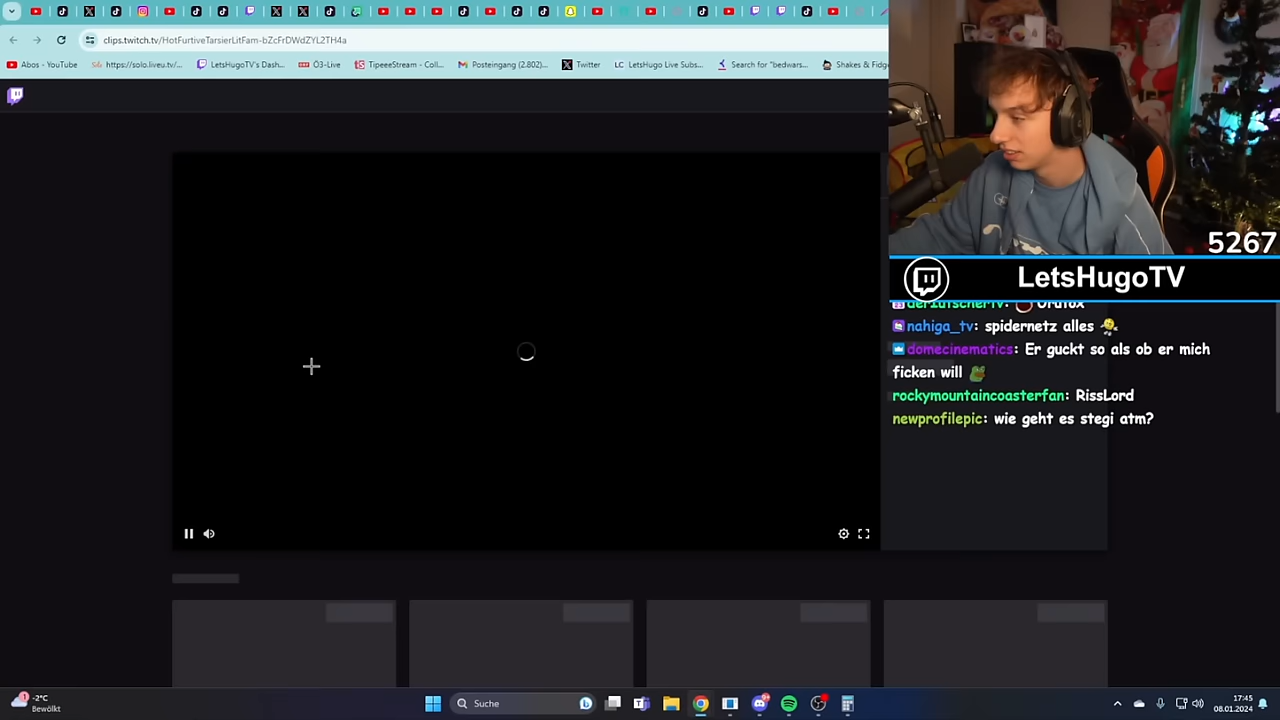 clips.twitch.tv/HotFurtiveTarsierLitFam-bZcFrDWdZYL2TH4a
Abos - YouTube
https://solo.liveu.tv/...
LetsHugoTV's Dash...
Ö3-Live
TipeeeStream - Coll...
Posteingang (2.802)...
Twitter
LC LetsHugo Live Subs...
Search for "bedwars...
Shakes & Fidg
5267
LetsHugoTV
nahiga_tv: spidernetz alles
domecinematics: Er guckt so als ob er mich
ficken will
rockymountaincoasterfan: RissLord
newprofilepic: wie geht es stegi atm?
-2°C
Bewölkt
Suche
17:45
08.01.2024